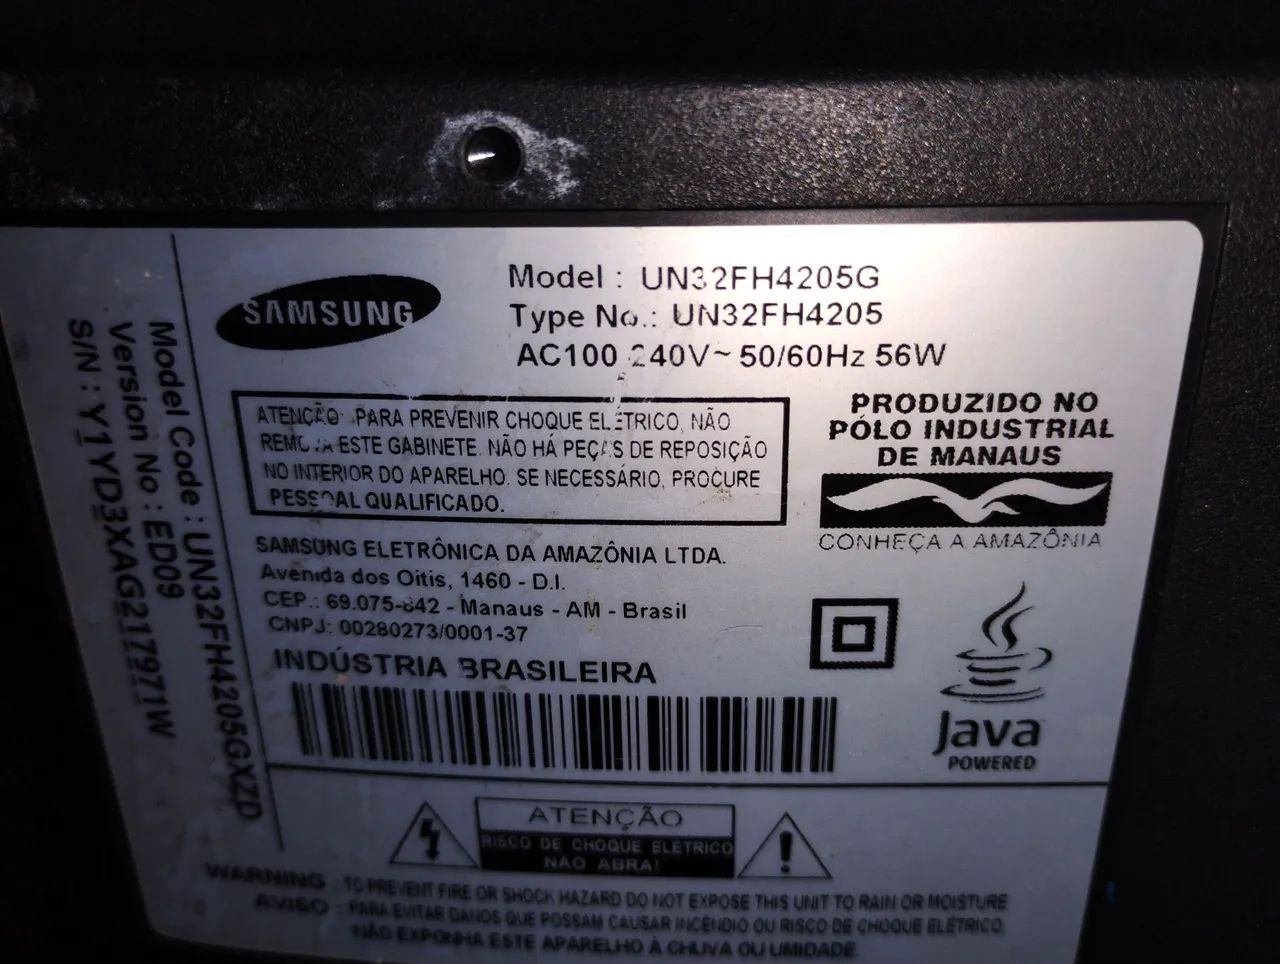 SAMSUNG
Model : UN32FH4205G
Type No.: UN32FH4205
AC100 240V~ 50/60Hz 56W
ATENÇÃO: PARA PREVENIR CHOQUE ELÉTRICO, NÃO
REMOVA ESTE GABINETE. NÃO HÁ PEÇAS DE REPOSIÇÃO
NO INTERIOR DO APARELHO. SE NECESSÁRIO, PROCURE
PESSOAL QUALIFICADO.
PRODUZIDO NO
PÓLO INDUSTRIAL
DE MANAUS
CONHEÇA A AMAZÔNIA
SAMSUNG ELETRÔNICA DA AMAZÔNIA LTDA.
Avenida dos Oitis, 1460 - D.I.
CEP.: 69.075-842 - Manaus - AM - Brasil
CNPJ: 00280273/0001-37
INDÚSTRIA BRASILEIRA
Java
POWERED
Model Code : UN32FH4205GXZD
Version No : ED09
S/N : Y1YD3XAG217971W
ATENÇÃO
RISCO DE CHOQUE ELÉTRICO
NÃO ABRA!
WARNING : TO PREVENT FIRE OR SHOCK HAZARD DO NOT EXPOSE THIS UNIT TO RAIN OR MOISTURE
AVISO : PARA EVITAR DANOS QUE POSSAM CAUSAR INCÊNDIO OU RISCO DE CHOQUE ELÉTRICO,
NÃO EXPONHA ESTE APARELHO À CHUVA OU UMIDADE.